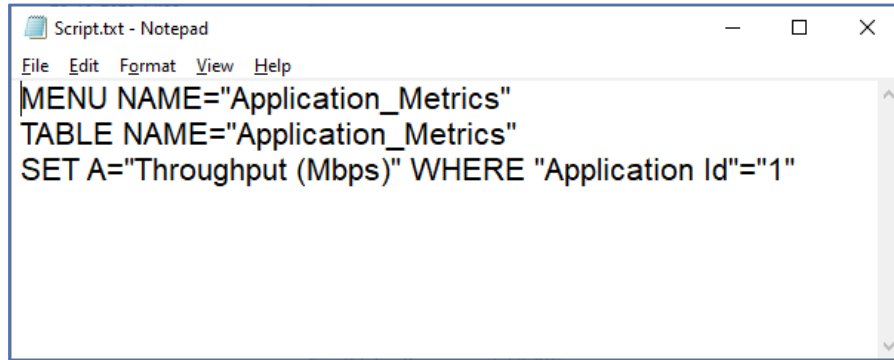 Script.txt - Notepad
File Edit Format View Help
MENU NAME="Application_Metrics"
TABLE NAME="Application_Metrics"
SET A="Throughput (Mbps)" WHERE "Application Id"="1"